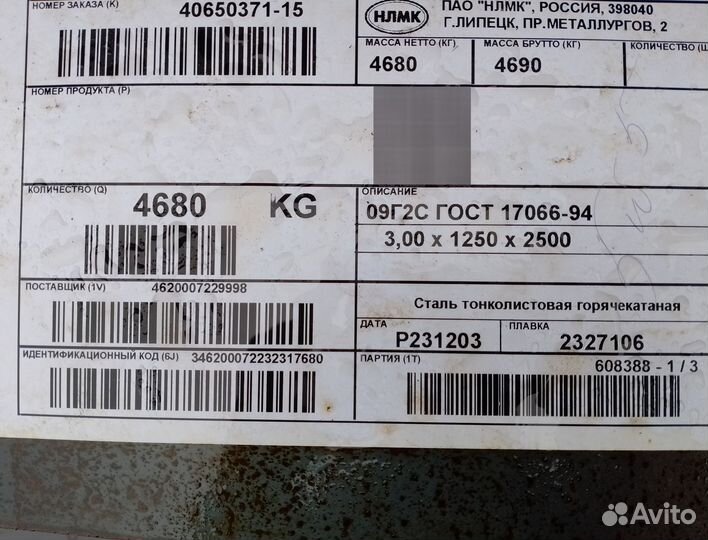 НОМЕР ЗАКАЗА (К) 40650371-15
НЛМК
ПАО "НЛМК", РОССИЯ, 398040
Г.ЛИПЕЦК, ПР.МЕТАЛЛУРГОВ, 2
МАССА НЕТТО (КГ) МАССА БРУТТО (КГ) КОЛИЧЕСТВО (Ш
4680 4690
НОМЕР ПРОДУКТА (P)
КОЛИЧЕСТВО (Q)
4680 KG
ОПИСАНИЕ
09Г2С ГОСТ 17066-94
3,00 x 1250 x 2500
ПОСТАВЩИК (1V) 4620007229998
Сталь тонколистовая горячекатаная
ДАТА ПЛАВКА
P231203 2327106
ИДЕНТИФИКАЦИОННЫЙ КОД (6J) 346200072232317680
ПАРТИЯ (1T) 608388 - 1 / 3
Avito